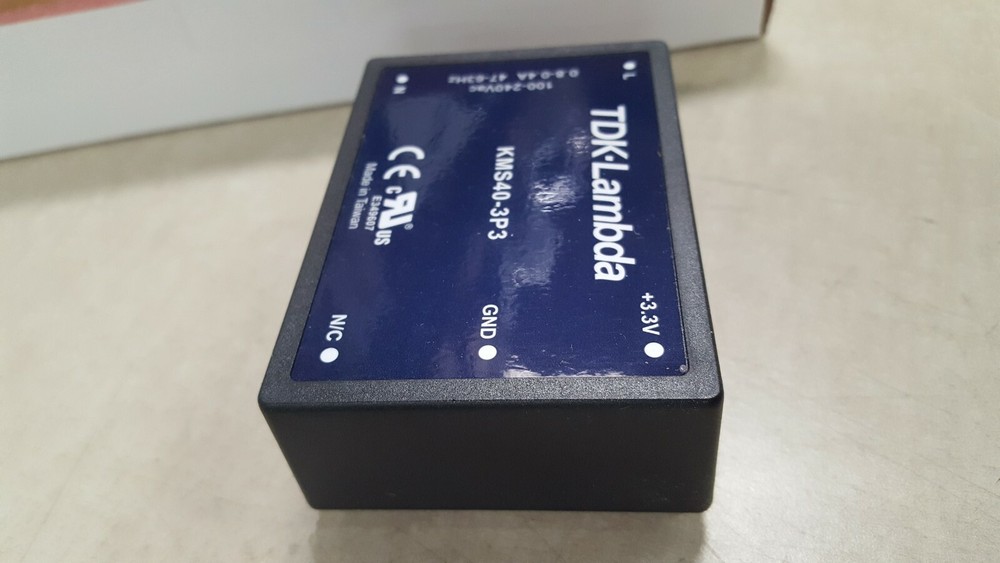 TDK·Lambda
KMS40-3P3
100-240Vac
0.8-0.4A 47-63Hz
L
N
+3.3V
GND
N/C
CE c RU ® US
E349607
Made in Taiwan